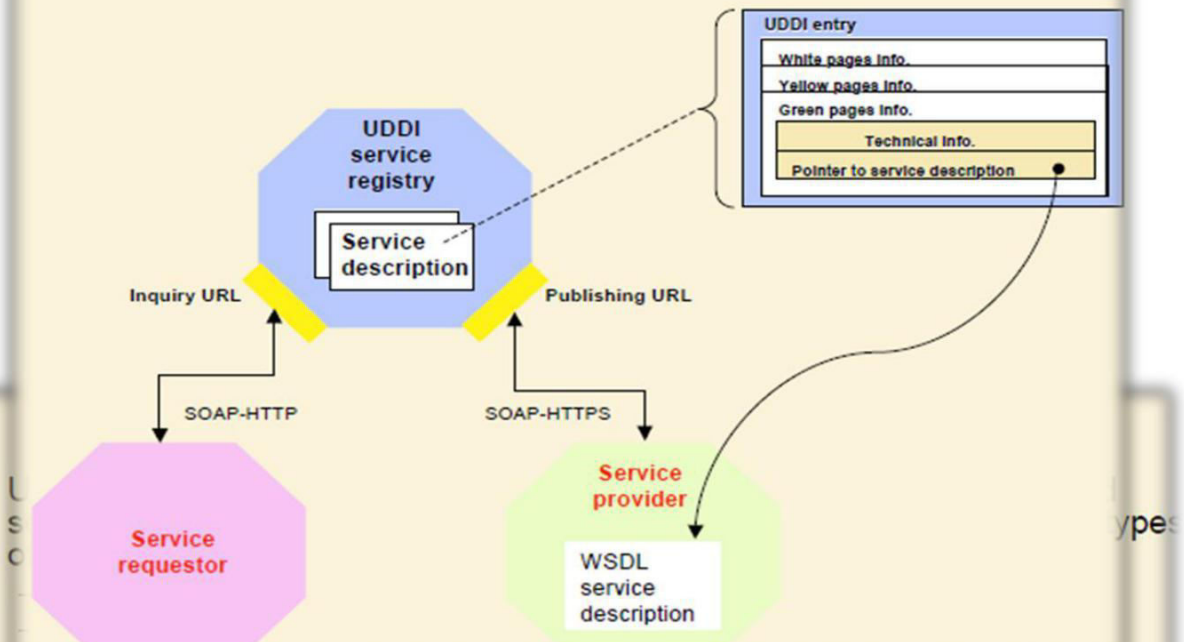 UDDI entry
White pages info.
Yellow pages info.
Green pages info.
Technical info.
Pointer to service description
UDDI
service
registry
Service
description
Inquiry URL
Publishing URL
SOAP-HTTP
SOAP-HTTPS
Service
requestor
Service
provider
WSDL
service
description